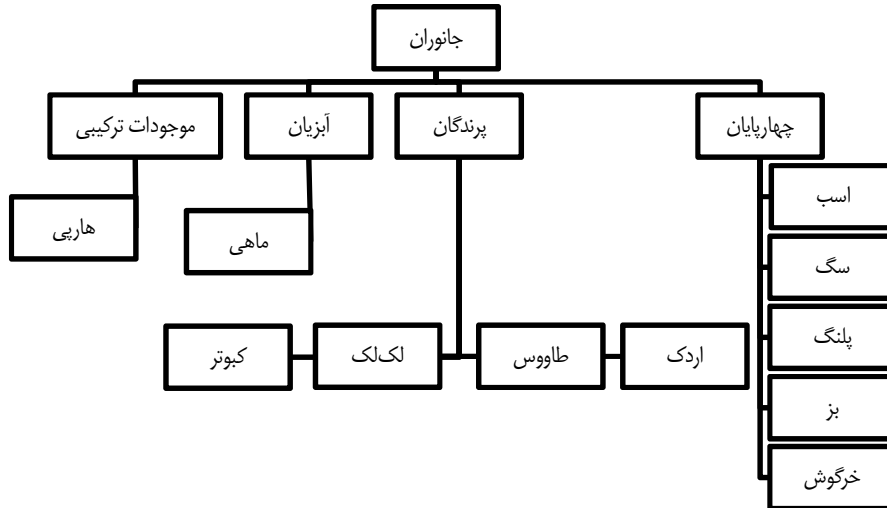 جانوران
چهارپایان
پرندگان
آبزیان
موجودات ترکیبی
اسب
سگ
پلنگ
بز
خرگوش
اردک
طاووس
لک‌لک
کبوتر
ماهی
هارپی